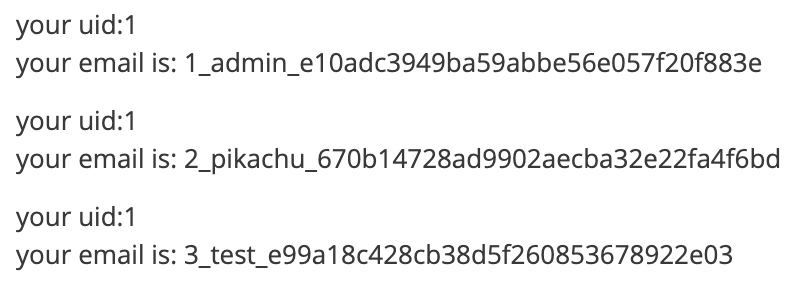 your uid:1
your email is: 1_admin_e10adc3949ba59abbe56e057f20f883e
your uid:1
your email is: 2_pikachu_670b14728ad9902aecba32e22fa4f6bd
your uid:1
your email is: 3_test_e99a18c428cb38d5f260853678922e03